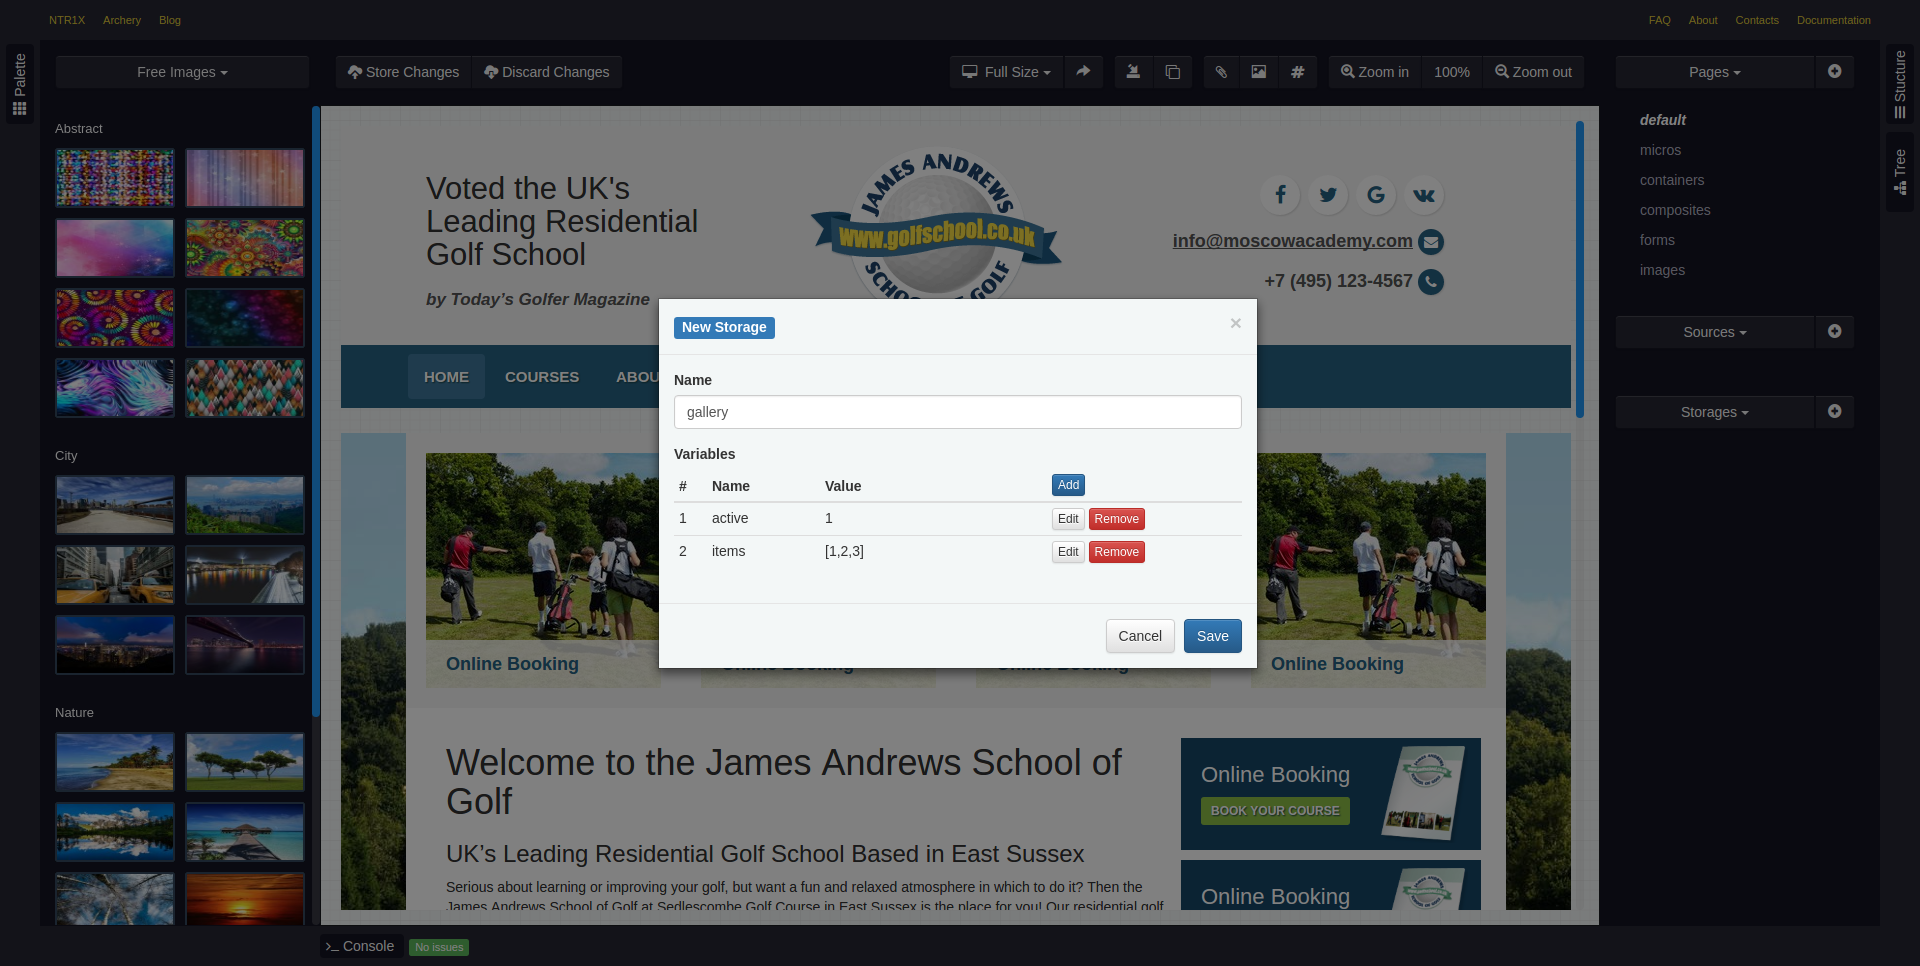 NTR1X Archery Blog
FAQ About Contacts Documentation
Palette
Free Images
Store Changes Discard Changes
Full Size
Zoom in 100% Zoom out
Pages
Stucture
Tree
Abstract
City
Nature
default
micros
containers
composites
forms
images
Sources
Storages
Voted the UK's
Leading Residential
Golf School
by Today’s Golfer Magazine
JAMES ANDREWS
www.golfschool.co.uk
GOLF
info@moscowacademy.com
+7 (495) 123-4567
HOME COURSES ABOU
New Storage ×
Name
gallery
Variables
# Name Value Add
1 active 1 Edit Remove
2 items [1,2,3] Edit Remove
Cancel Save
Online Booking
Online Booking
Welcome to the James Andrews School of
Golf
UK’s Leading Residential Golf School Based in East Sussex
Serious about learning or improving your golf, but want a fun and relaxed atmosphere in which to do it? Then the
James Andrews School of Golf at Sedlescombe Golf Course in East Sussex is the place for you! Our residential golf
Online Booking
BOOK YOUR COURSE
Online Booking
Console No issues